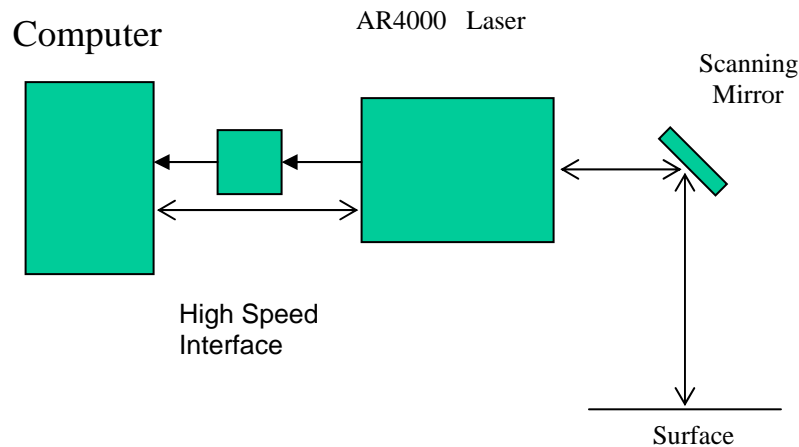 Computer
AR4000 Laser
Scanning
Mirror
High Speed
Interface
Surface